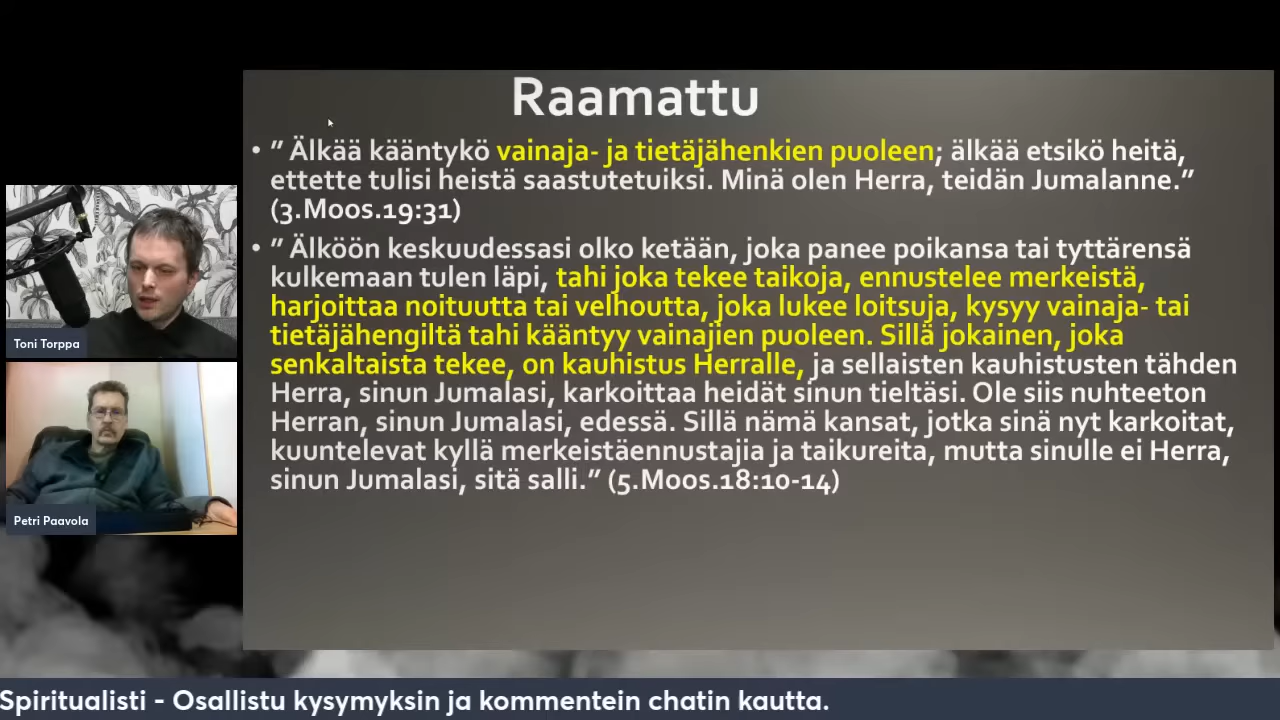 Raamattu
• ” Älkää kääntykö vainaja- ja tietäjähenkien puoleen; älkää etsikö heitä,
ettette tulisi heistä saastutetuiksi. Minä olen Herra, teidän Jumalanne.”
(3.Moos.19:31)
• ” Älköön keskuudessasi olko ketään, joka panee poikansa tai tyttärensä
kulkemaan tulen läpi, tahi joka tekee taikoja, ennustelee merkeistä,
harjoittaa noituutta tai velhoutta, joka lukee loitsuja, kysyy vainaja- tai
tietäjähengiltä tahi kääntyy vainajien puoleen. Sillä jokainen, joka
senkaltaista tekee, on kauhistus Herralle, ja sellaisten kauhistusten tähden
Herra, sinun Jumalasi, karkoittaa heidät sinun tieltäsi. Ole siis nuhteeton
Herran, sinun Jumalasi, edessä. Sillä nämä kansat, jotka sinä nyt karkoitat,
kuuntelevat kyllä merkeistäennustajia ja taikureita, mutta sinulle ei Herra,
sinun Jumalasi, sitä salli.” (5.Moos.18:10-14)
Toni Torppa
Petri Paavola
Spiritualisti - Osallistu kysymyksin ja kommentein chatin kautta.